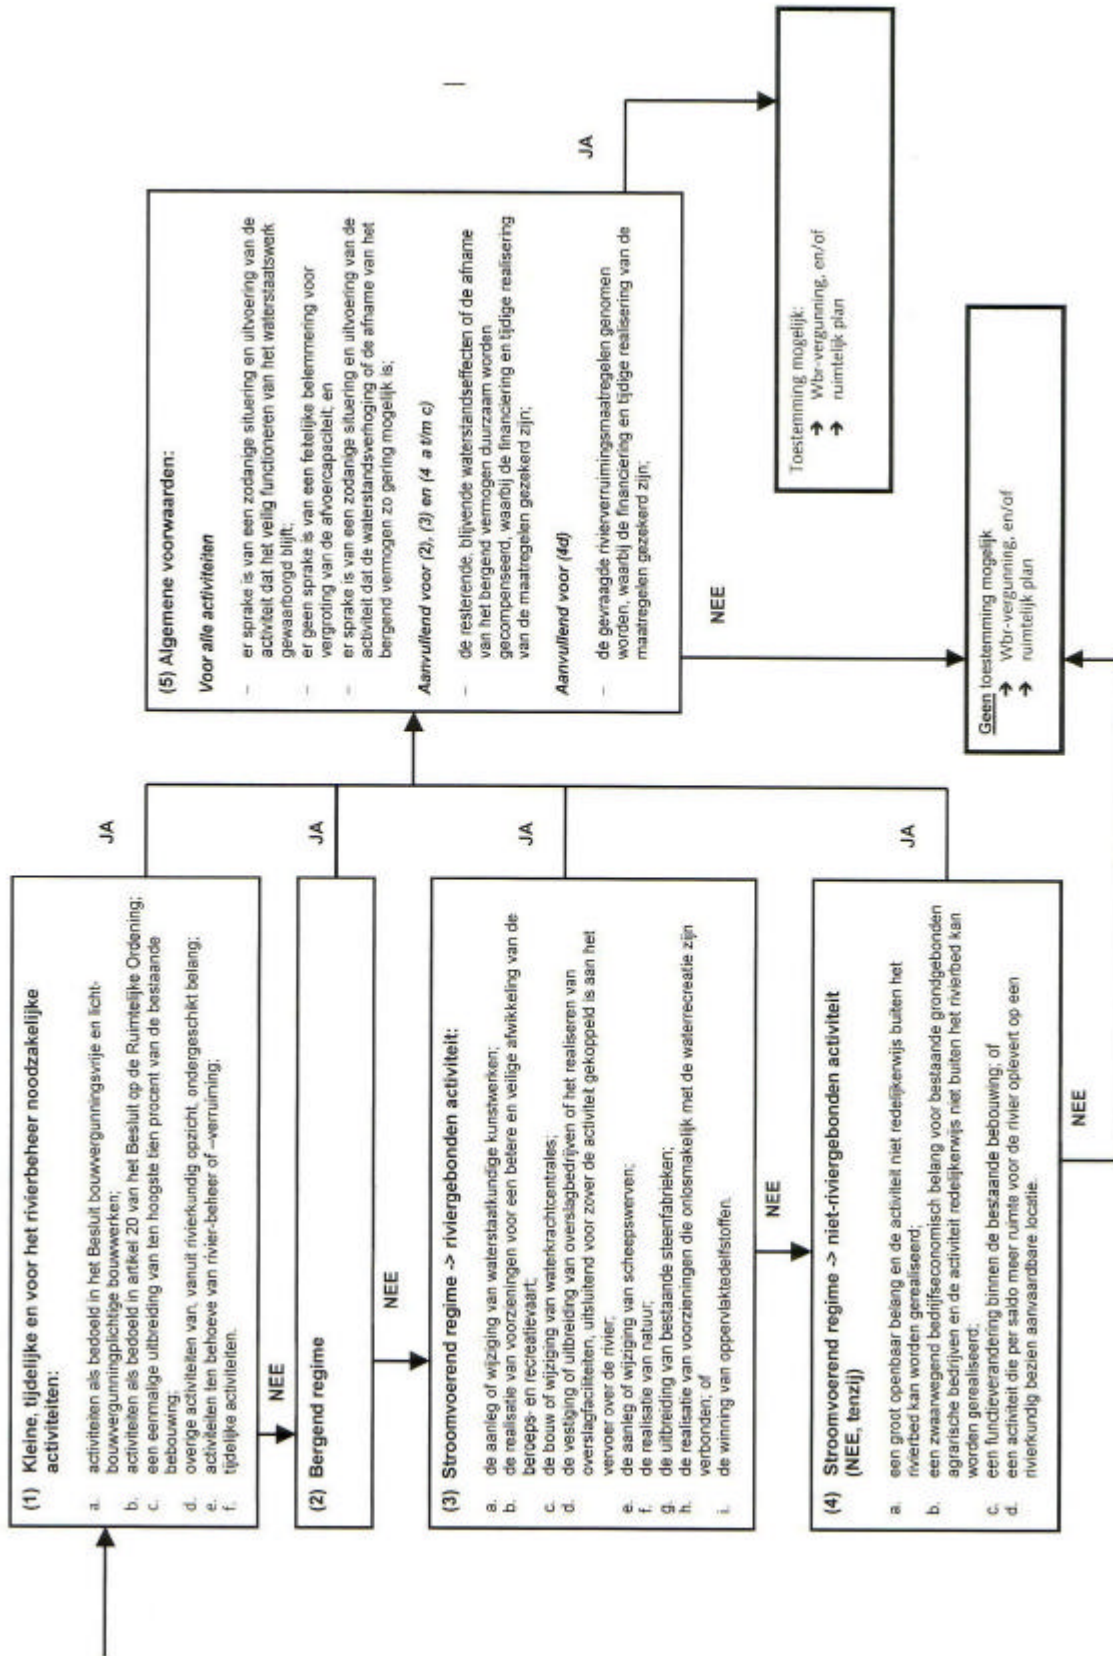 (1) Kleine, tijdelijke en voor het rivierbeheer noodzakelijke
activiteiten:
a. activiteiten als bedoeld in het Besluit bouwvergunningsvrije en licht-
bouwvergunningplichtige bouwwerken;
b. activiteiten als bedoeld in artikel 20 van het Besluit op de Ruimtelijke Ordening;
c. een eenmalige uitbreiding van ten hoogste tien procent van de bestaande
bebouwing;
d. overige activiteiten van, vanuit rivierkundig opzicht, ondergeschikt belang;
e. activiteiten ten behoeve van rivier-beheer of –verruiming;
f. tijdelijke activiteiten.
JA
NEE
(2) Bergend regime
JA
NEE
(3) Stroomvoerend regime -> riviergebonden activiteit:
a. de aanleg of wijziging van waterstaatkundige kunstwerken;
b. de realisatie van voorzieningen voor een betere en veilige afwikkeling van de
beroeps- en recreatievaart;
c. de bouw of wijziging van waterkrachtcentrales;
d. de vestiging of uitbreiding van overslagbedrijven of het realiseren van
overslagfaciliteiten, uitsluitend voor zover de activiteit gekoppeld is aan het
vervoer over de rivier;
e. de aanleg of wijziging van scheepswerven;
f. de realisatie van natuur;
g. de uitbreiding van bestaande steenfabrieken;
h. de realisatie van voorzieningen die onlosmakelijk met de waterrecreatie zijn
verbonden; of
i. de winning van oppervlaktedelfstoffen.
JA
NEE
(4) Stroomvoerend regime -> niet-riviergebonden activiteit
(NEE, tenzij)
a. een groot openbaar belang en de activiteit niet redelijkerwijs buiten het
rivierbed kan worden gerealiseerd;
b. een zwaarwegend bedrijfseconomisch belang voor bestaande grondgebonden
agrarische bedrijven en de activiteit redelijkerwijs niet buiten het rivierbed kan
worden gerealiseerd;
c. een functieverandering binnen de bestaande bebouwing; of
d. een activiteit die per saldo meer ruimte voor de rivier oplevert op een
rivierkundig bezien aanvaardbare locatie.
JA
NEE
(5) Algemene voorwaarden:
Voor alle activiteiten
– er sprake is van een zodanige situering en uitvoering van de
activiteit dat het veilig functioneren van het waterstaatswerk
gewaarborgd blijft;
– er geen sprake is van een feitelijke belemmering voor
vergroting van de afvoercapaciteit; en
– er sprake is van een zodanige situering en uitvoering van de
activiteit dat de waterstandsverhoging of de afname van het
bergend vermogen zo gering mogelijk is;
Aanvullend voor (2), (3) en (4 a t/m c)
– de resterende, blijvende waterstandseffecten of de afname
van het bergend vermogen duurzaam worden
gecompenseerd, waarbij de financiering en tijdige realisering
van de maatregelen gezekerd zijn;
Aanvullend voor (4d)
– de gevraagde rivierverruimingsmaatregelen genomen
worden, waarbij de financiering en tijdige realisering van de
maatregelen gezekerd zijn;
JA
NEE
Toestemming mogelijk:
➔ Wbr-vergunning, en/of
➔ ruimtelijk plan
Geen toestemming mogelijk
➔ Wbr-vergunning, en/of
➔ ruimtelijk plan